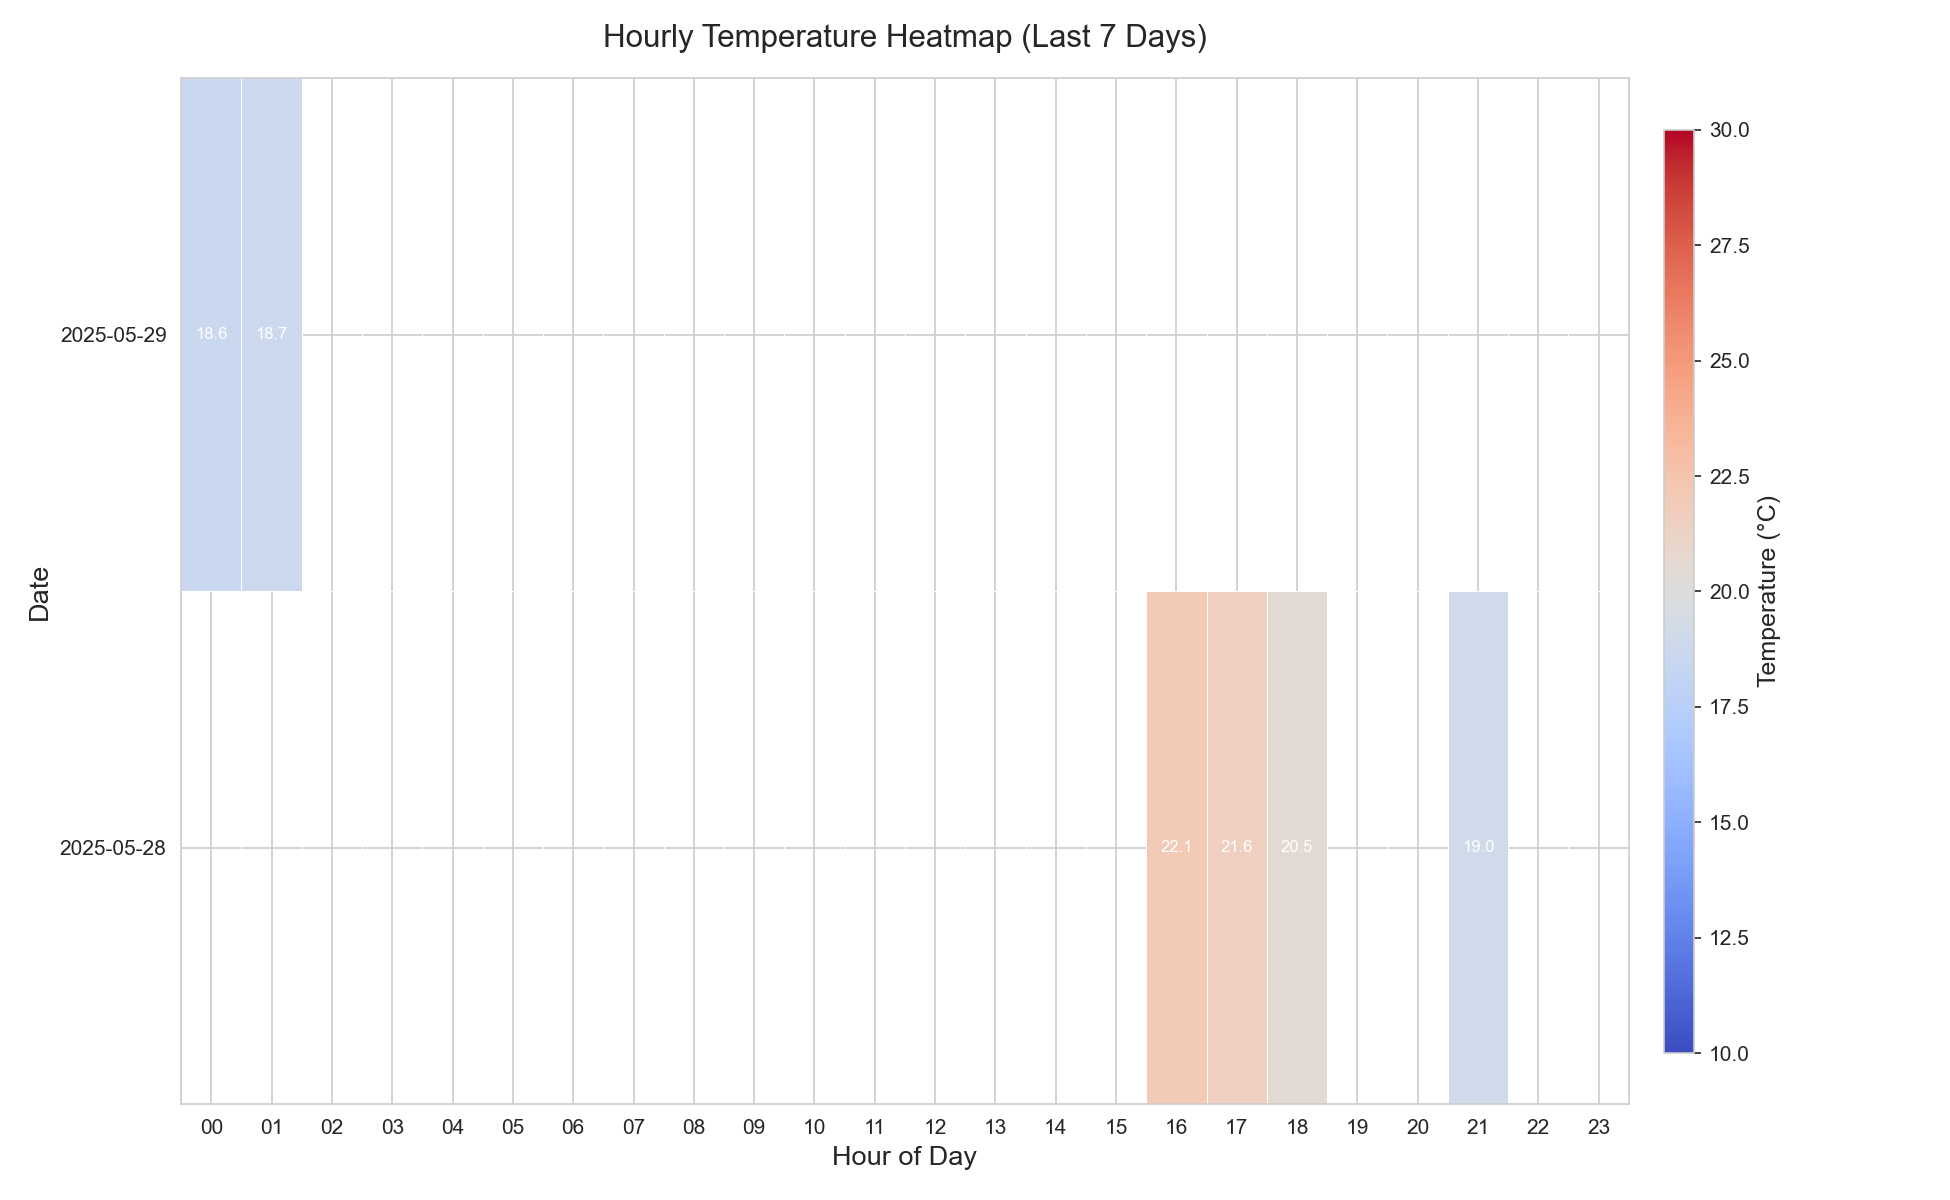 Hourly Temperature Heatmap (Last 7 Days)
30.0
27.5
25.0
22.5
20.0
17.5
15.0
12.5
10.0
Temperature (°C)
Date
2025-05-29
18.6 18.7
2025-05-28
22.1 21.6 20.5 19.0
00 01 02 03 04 05 06 07 08 09 10 11 12 13 14 15 16 17 18 19 20 21 22 23
Hour of Day